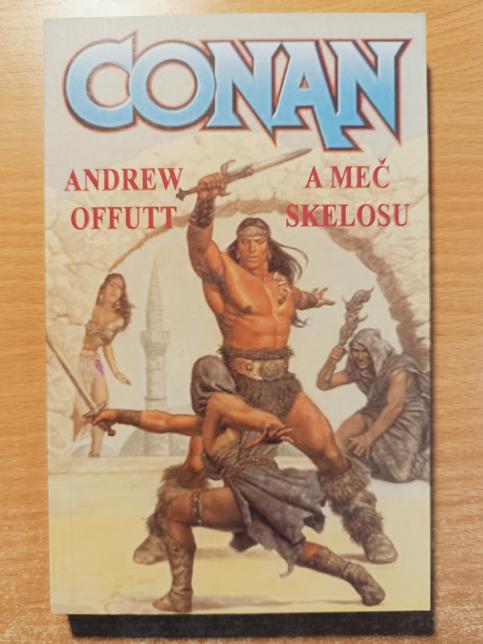 CONAN
ANDREW
OFFUTT
A MEČ
SKELOSU